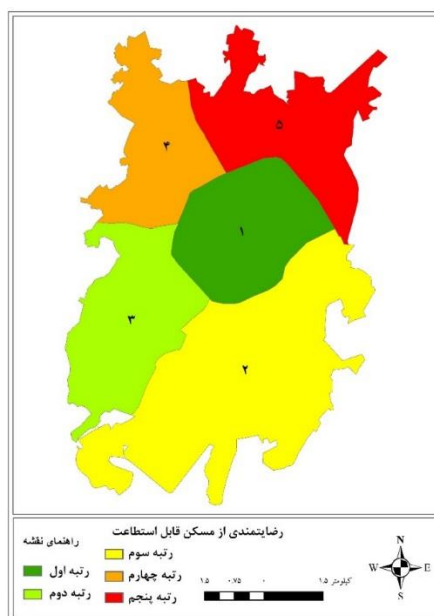 ۵
۴
۱
۳
۲
رضایتمندی از مسکن قابل استطاعت
راهنمای نقشه
رتبه اول
رتبه دوم
رتبه سوم
رتبه چهارم
رتبه پنجم
۱.۵ ۰.۷۵ ۰ ۱.۵ کیلومتر
N
W E
S